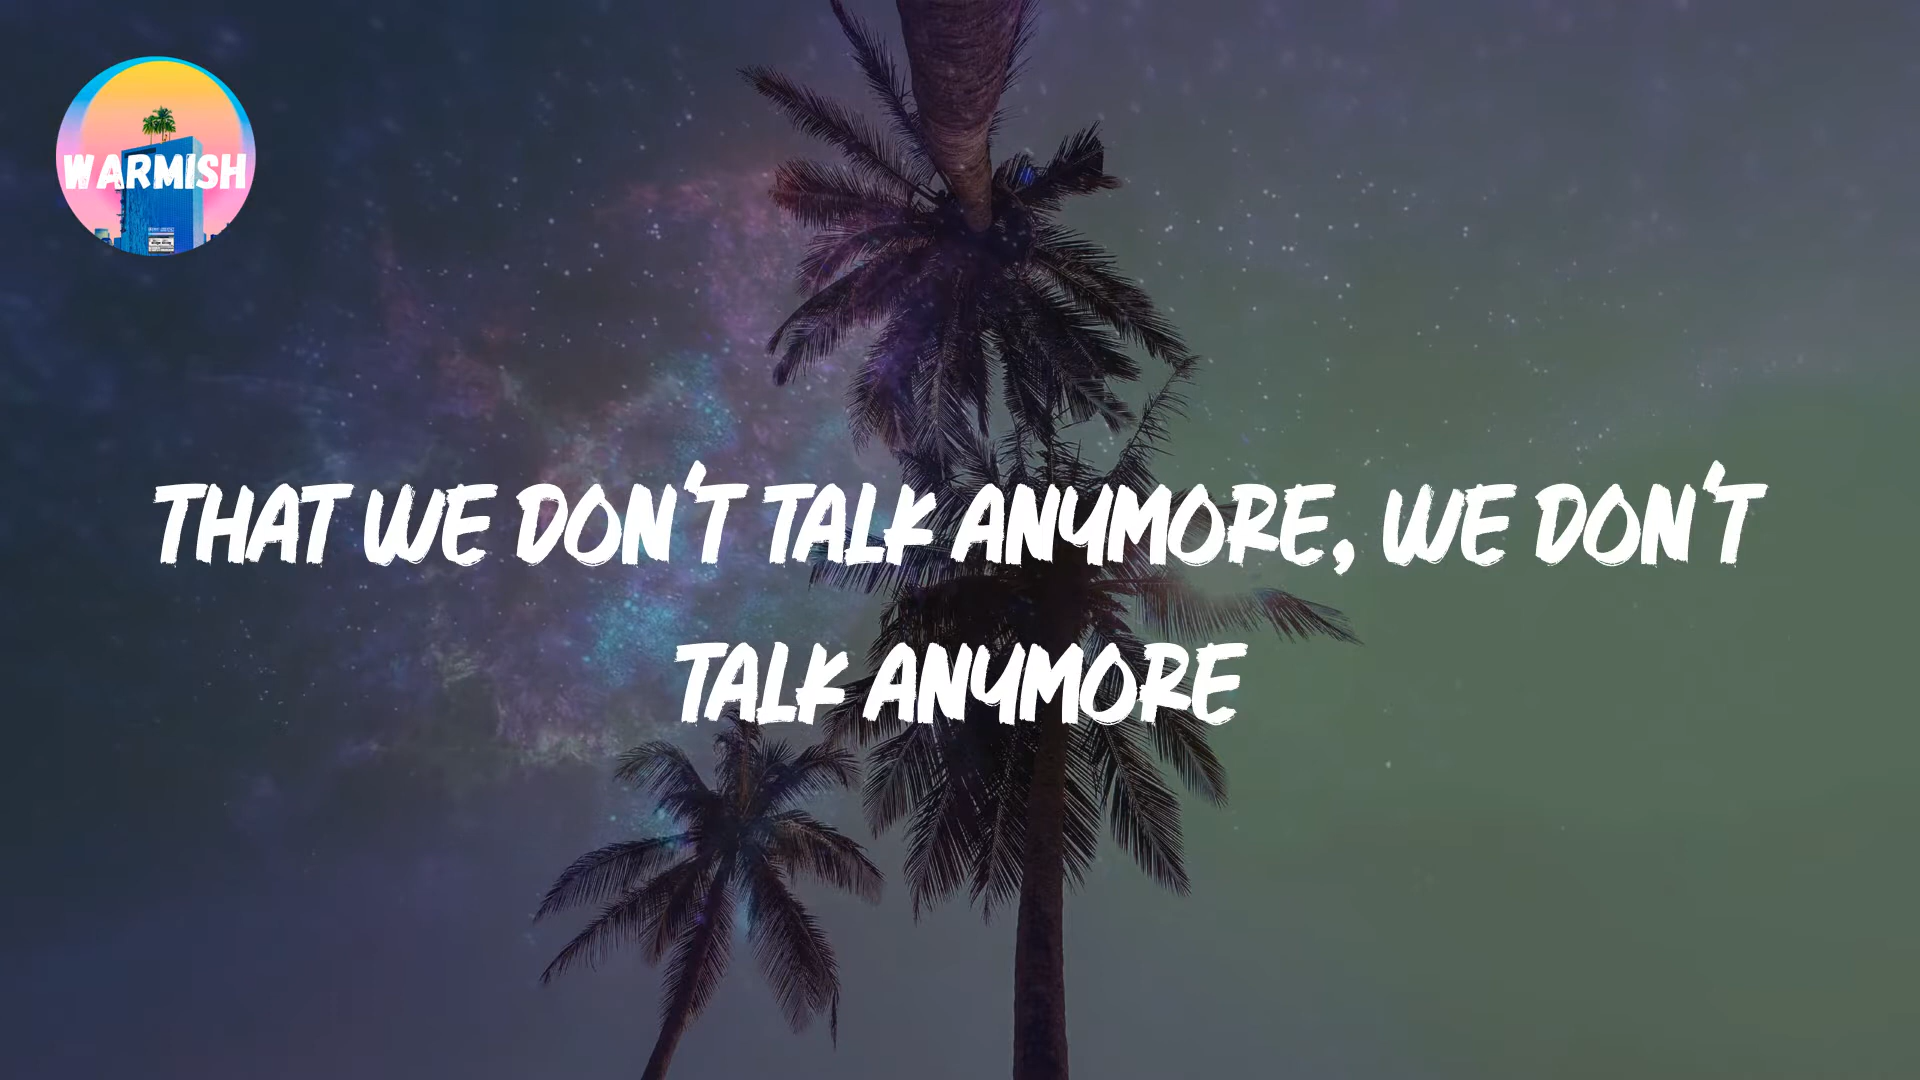 WARMISH
THAT WE DON'T TALK ANYMORE, WE DON'T
TALK ANYMORE